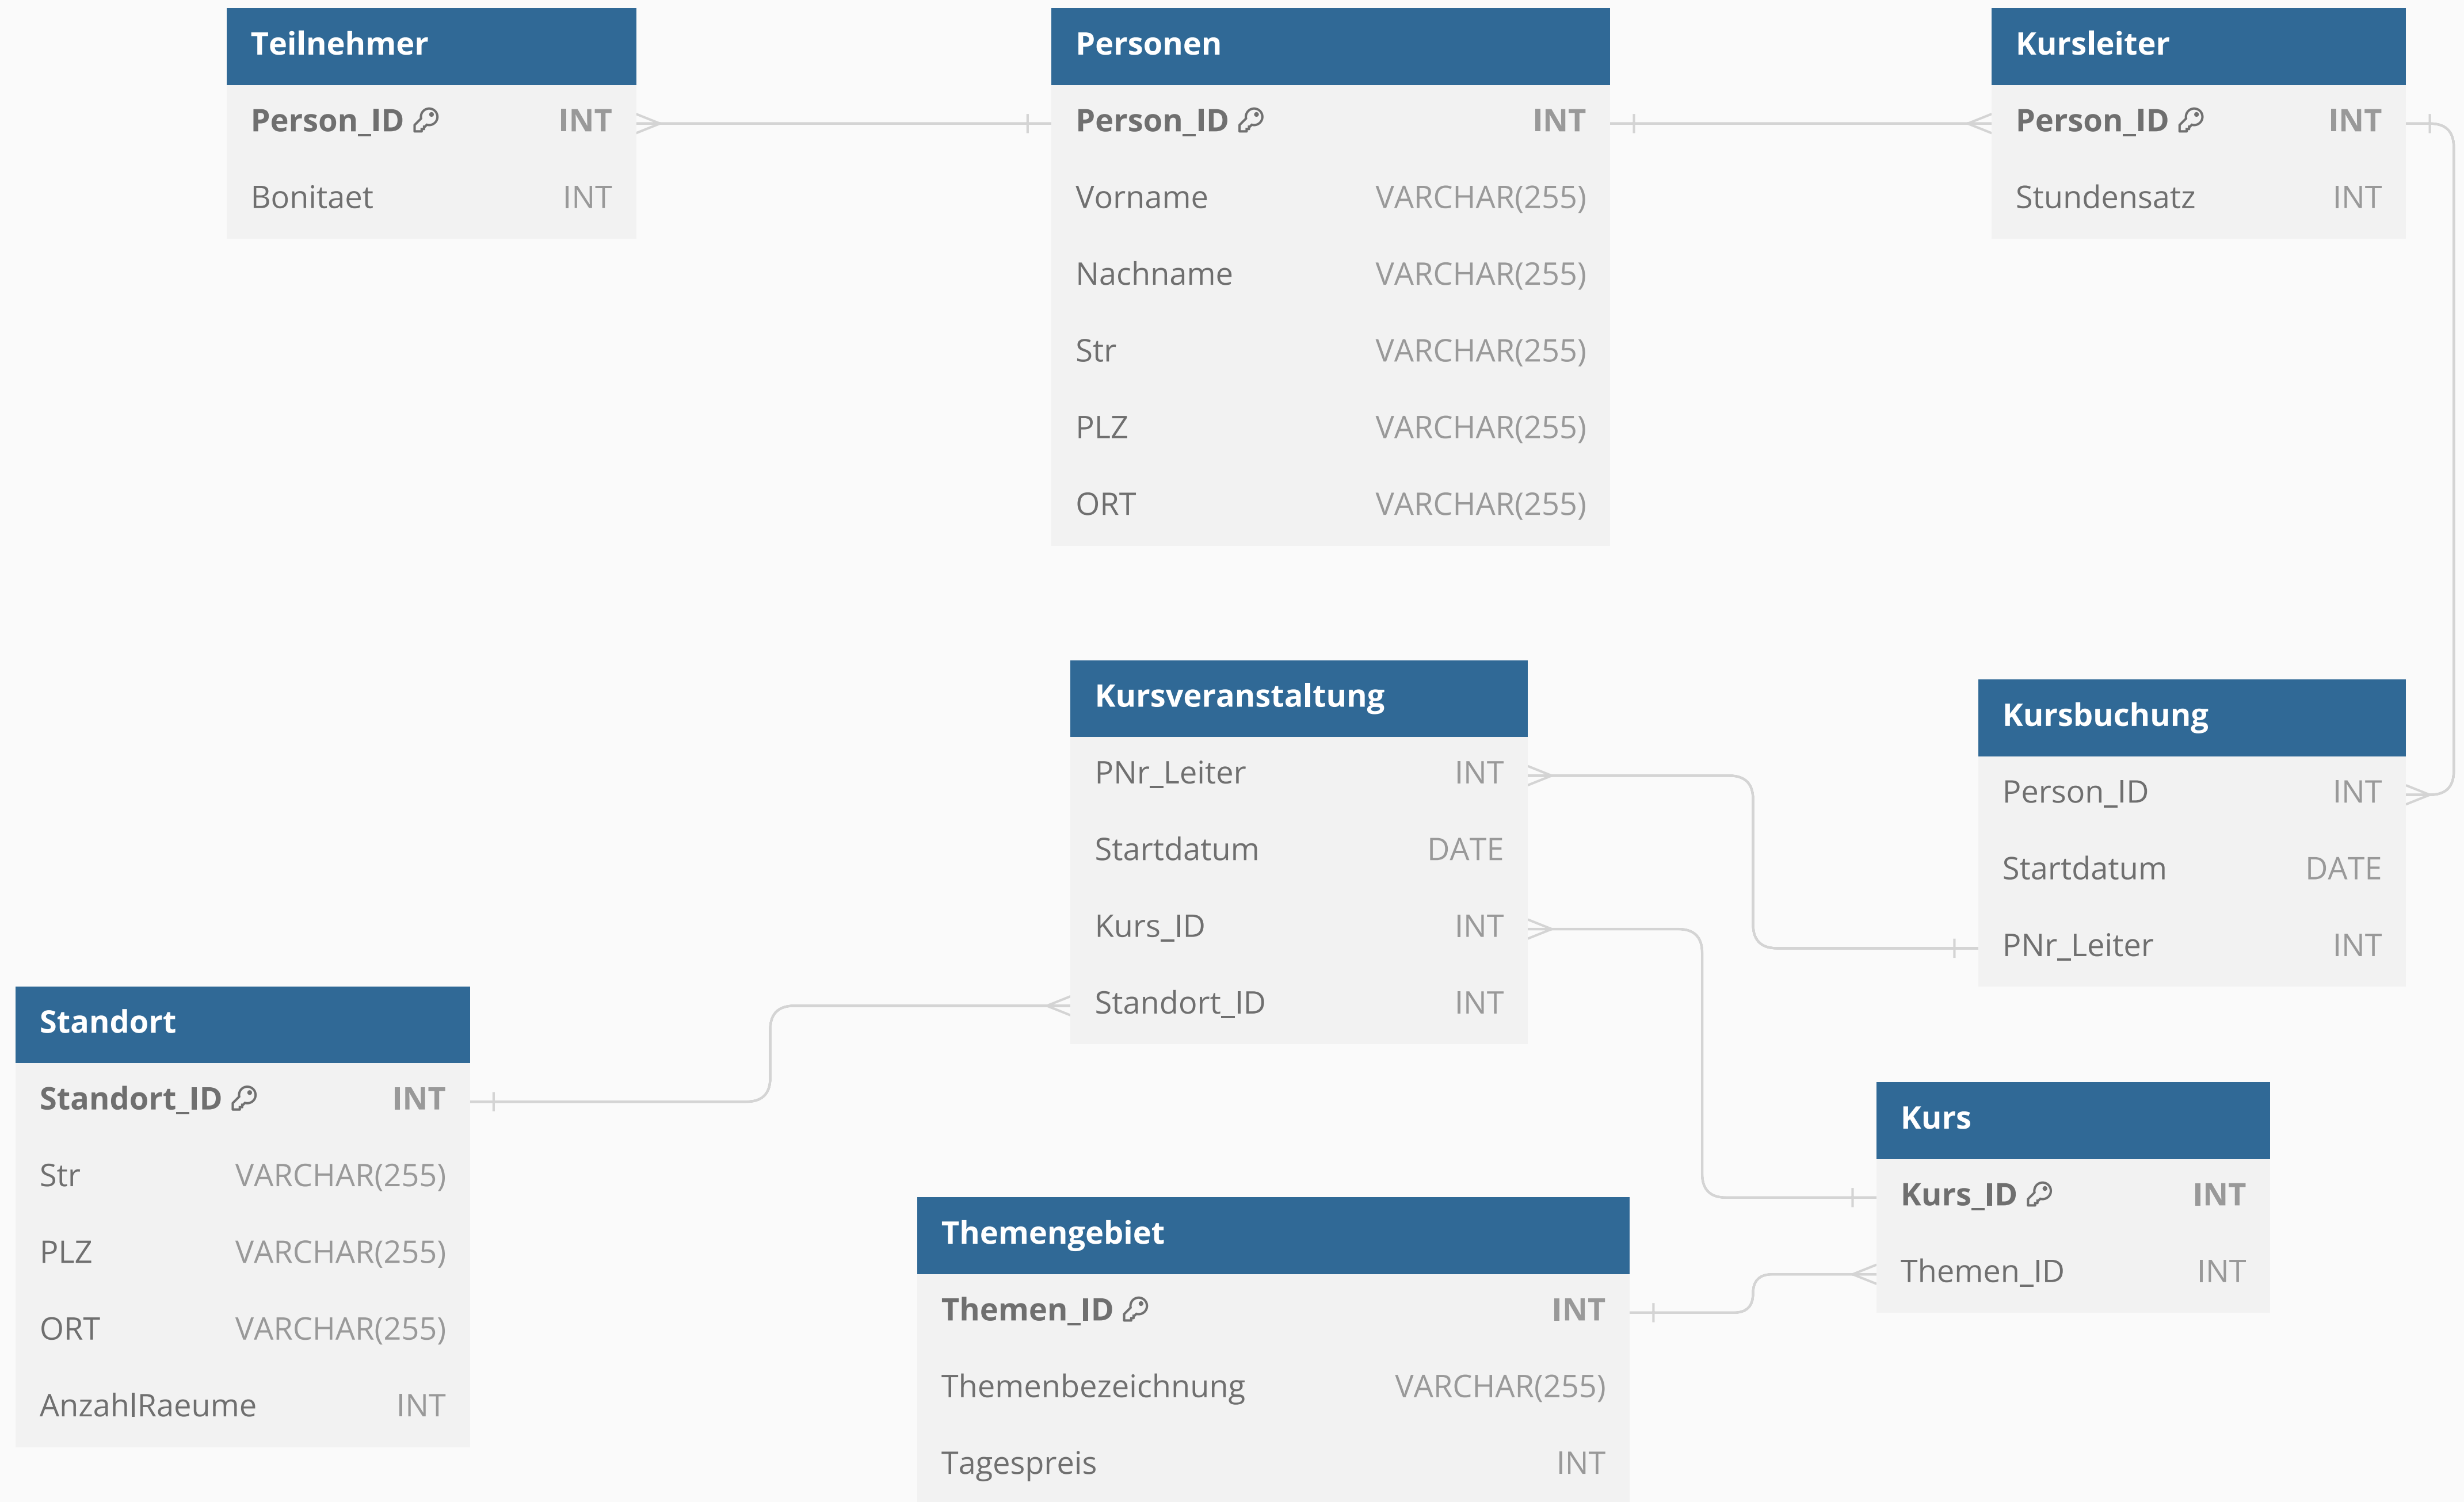 Teilnehmer
Person_ID INT
Bonitaet INT
Personen
Person_ID INT
Vorname VARCHAR(255)
Nachname VARCHAR(255)
Str VARCHAR(255)
PLZ VARCHAR(255)
ORT VARCHAR(255)
Kursleiter
Person_ID INT
Stundensatz INT
Kursveranstaltung
PNr_Leiter INT
Startdatum DATE
Kurs_ID INT
Standort_ID INT
Kursbuchung
Person_ID INT
Startdatum DATE
PNr_Leiter INT
Standort
Standort_ID INT
Str VARCHAR(255)
PLZ VARCHAR(255)
ORT VARCHAR(255)
AnzahlRaeume INT
Themengebiet
Themen_ID INT
Themenbezeichnung VARCHAR(255)
Tagespreis INT
Kurs
Kurs_ID INT
Themen_ID INT